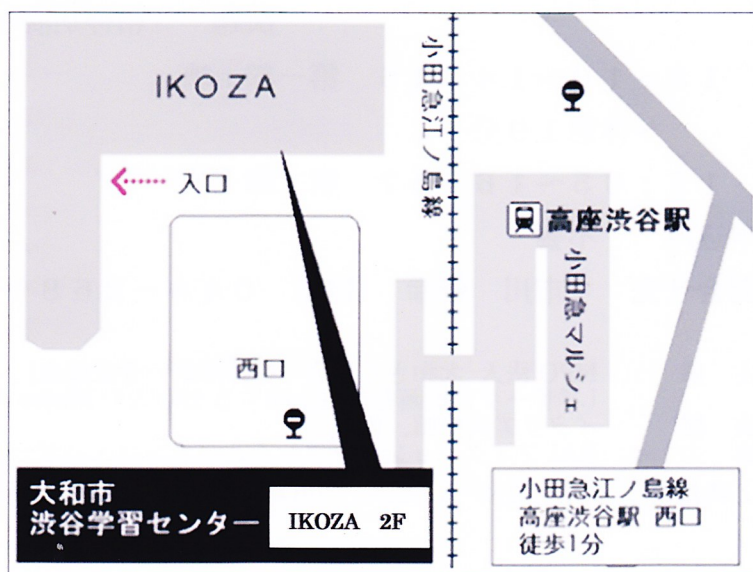 IKOZA
入口
西口
小田急江ノ島線
高座渋谷駅
小田急マルシェ
大和市
渋谷学習センター
IKOZA 2F
小田急江ノ島線
高座渋谷駅 西口
徒歩1分